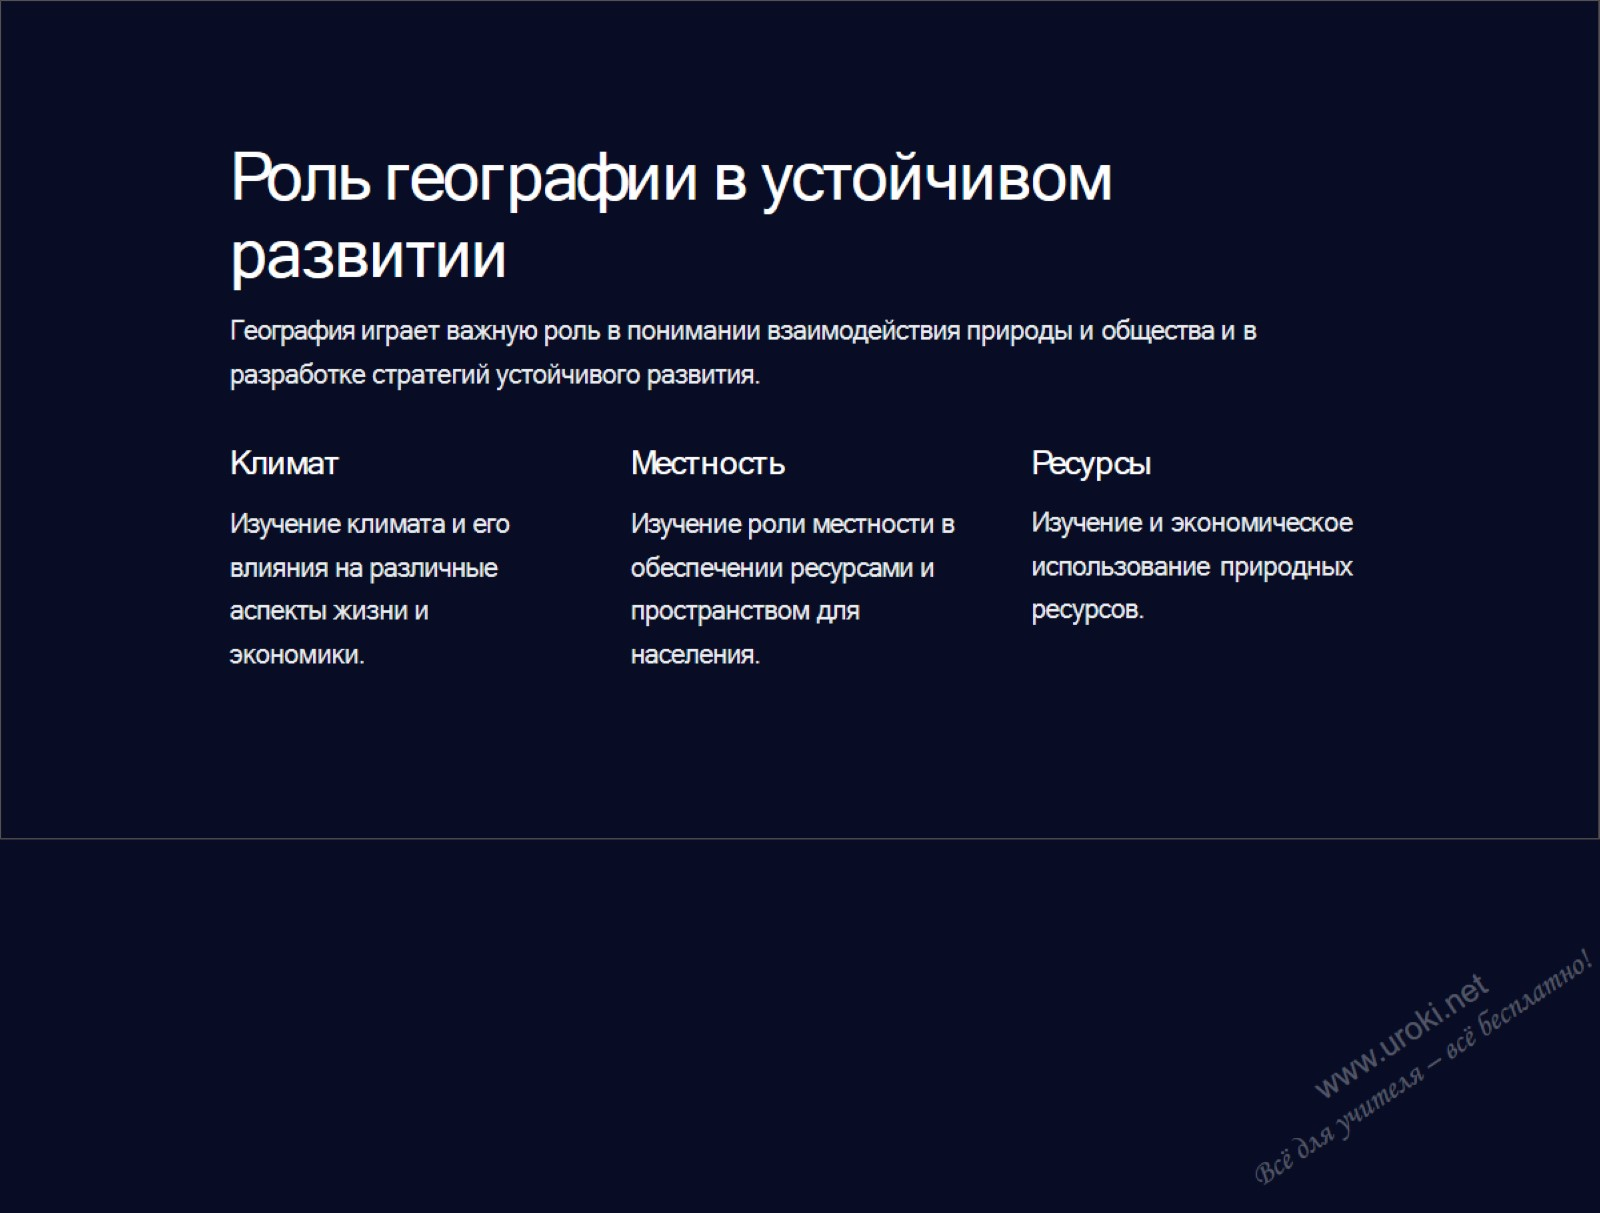 Роль географии в устойчивом
развитии
География играет важную роль в понимании взаимодействия природы и общества и в
разработке стратегий устойчивого развития.
Климат
Изучение климата и его
влияния на различные
аспекты жизни и
экономики.
Местность
Изучение роли местности в
обеспечении ресурсами и
пространством для
населения.
Ресурсы
Изучение и экономическое
использование природных
ресурсов.
www.uroki.net
Всё для учителя – всё бесплатно!